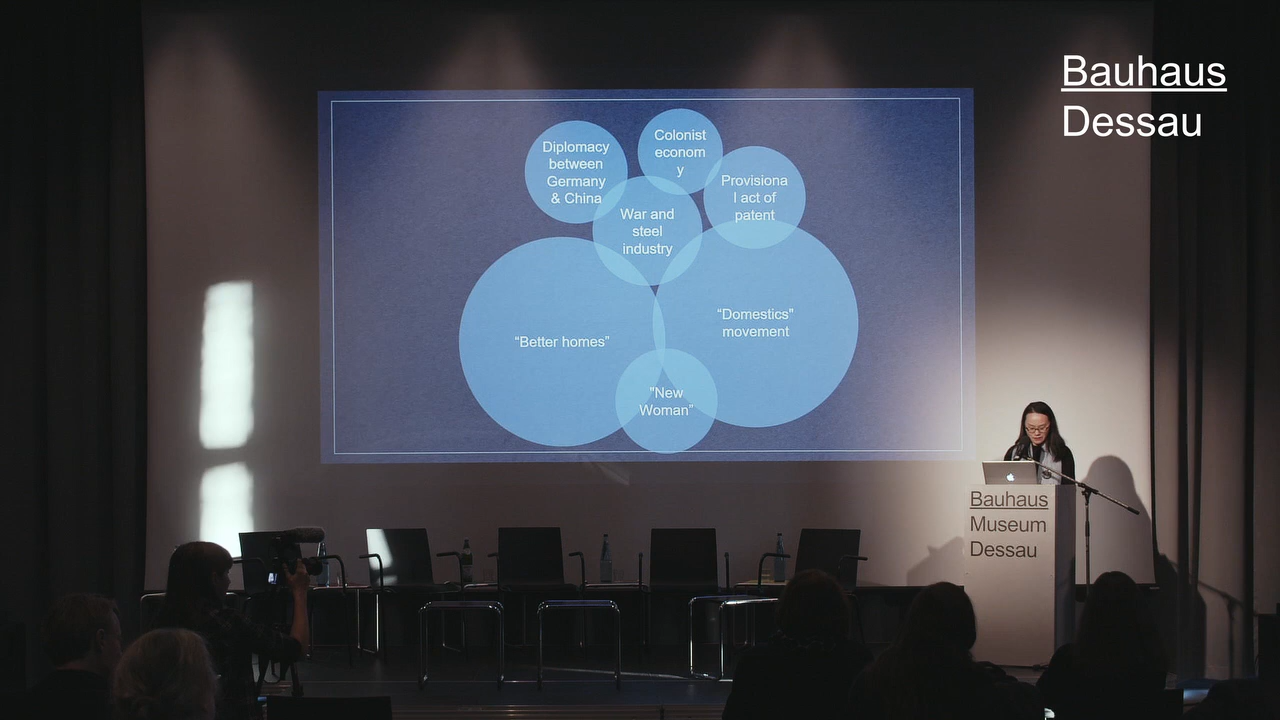 Bauhaus
Dessau
Diplomacy
between
Germany
& China
Colonist
econom
y
Provisiona
l act of
patent
War and
steel
industry
“Better homes”
“Domestics"
movement
"New
Woman”
Bauhaus
Museum
Dessau